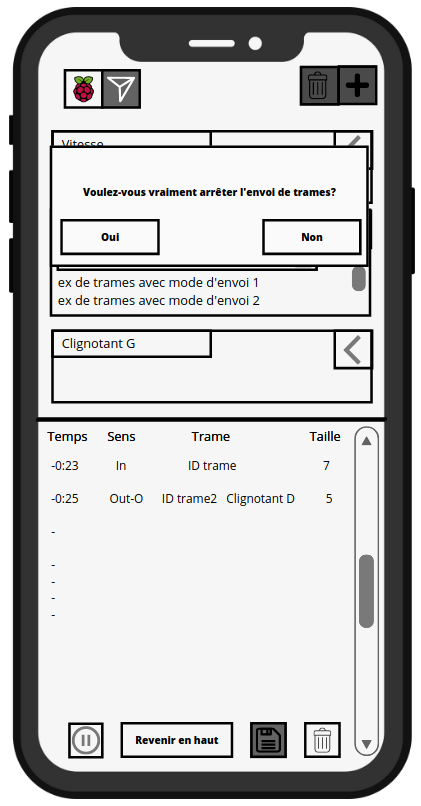 Vitesse
Voulez-vous vraiment arrêter l'envoi de trames?
Oui Non
ex de trames avec mode d'envoi 1
ex de trames avec mode d'envoi 2
Clignotant G
Temps Sens Trame Taille
-0:23 In ID trame 7
-0:25 Out-O ID trame2 Clignotant D 5
-
-
-
-
-
Revenir en haut